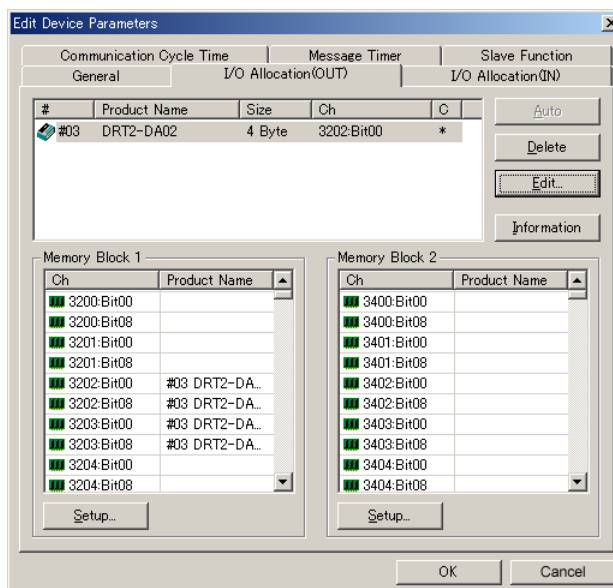 Edit Device Parameters
Communication Cycle Time Message Timer Slave Function
General I/O Allocation(OUT) I/O Allocation(IN)
# Product Name Size Ch C
#03 DRT2-DA02 4 Byte 3202:Bit00 *
Auto
Delete
Edit...
Information
Memory Block 1
Ch Product Name
3200:Bit00
3200:Bit08
3201:Bit00
3201:Bit08
3202:Bit00 #03 DRT2-DA...
3202:Bit08 #03 DRT2-DA...
3203:Bit00 #03 DRT2-DA...
3203:Bit08 #03 DRT2-DA...
3204:Bit00
3204:Bit08
Setup...
Memory Block 2
Ch Product Name
3400:Bit00
3400:Bit08
3401:Bit00
3401:Bit08
3402:Bit00
3402:Bit08
3403:Bit00
3403:Bit08
3404:Bit00
3404:Bit08
Setup...
OK Cancel